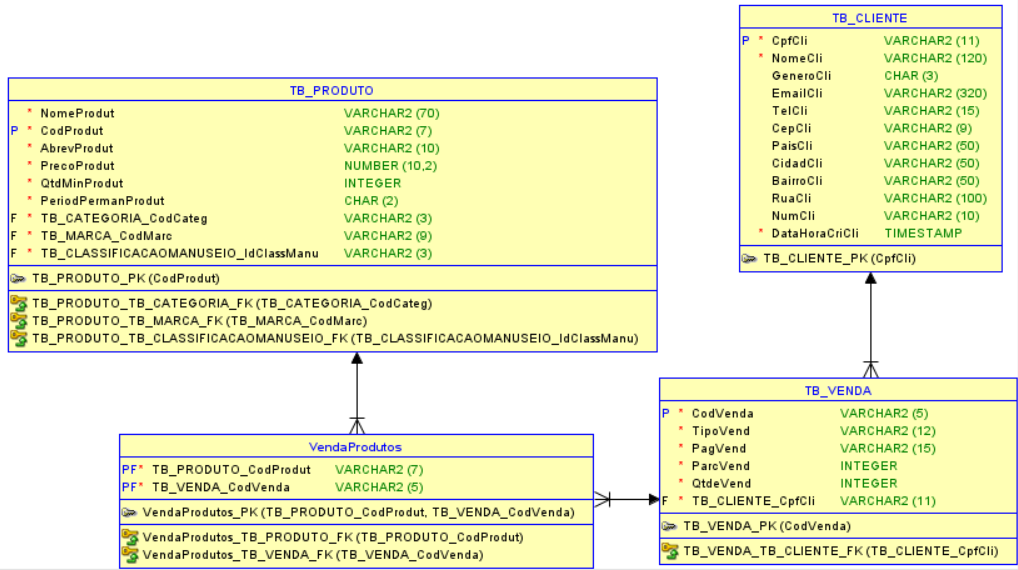 TB_CLIENTE
P * CpfCli VARCHAR2 (11)
* NomeCli VARCHAR2 (120)
GeneroCli CHAR (3)
EmailCli VARCHAR2 (320)
TelCli VARCHAR2 (15)
CepCli VARCHAR2 (9)
PaisCli VARCHAR2 (50)
CidadCli VARCHAR2 (50)
BairroCli VARCHAR2 (50)
RuaCli VARCHAR2 (100)
NumCli VARCHAR2 (10)
* DataHoraCriCli TIMESTAMP
TB_CLIENTE_PK (CpfCli)
TB_PRODUTO
* NomeProdut VARCHAR2 (70)
P * CodProdut VARCHAR2 (7)
* AbrevProdut VARCHAR2 (10)
* PrecoProdut NUMBER (10,2)
* QtdMinProdut INTEGER
* PeriodPermanProdut CHAR (2)
F * TB_CATEGORIA_CodCateg VARCHAR2 (3)
F * TB_MARCA_CodMarc VARCHAR2 (9)
F * TB_CLASSIFICACAOMANUSEIO_IdClassManu VARCHAR2 (3)
TB_PRODUTO_PK (CodProdut)
TB_PRODUTO_TB_CATEGORIA_FK (TB_CATEGORIA_CodCateg)
TB_PRODUTO_TB_MARCA_FK (TB_MARCA_CodMarc)
TB_PRODUTO_TB_CLASSIFICACAOMANUSEIO_FK (TB_CLASSIFICACAOMANUSEIO_IdClassManu)
TB_VENDA
P * CodVenda VARCHAR2 (5)
* TipoVend VARCHAR2 (12)
* PagVend VARCHAR2 (15)
* ParcVend INTEGER
* QtdeVend INTEGER
F * TB_CLIENTE_CpfCli VARCHAR2 (11)
TB_VENDA_PK (CodVenda)
TB_VENDA_TB_CLIENTE_FK (TB_CLIENTE_CpfCli)
VendaProdutos
PF* TB_PRODUTO_CodProdut VARCHAR2 (7)
PF* TB_VENDA_CodVenda VARCHAR2 (5)
VendaProdutos_PK (TB_PRODUTO_CodProdut, TB_VENDA_CodVenda)
VendaProdutos_TB_PRODUTO_FK (TB_PRODUTO_CodProdut)
VendaProdutos_TB_VENDA_FK (TB_VENDA_CodVenda)